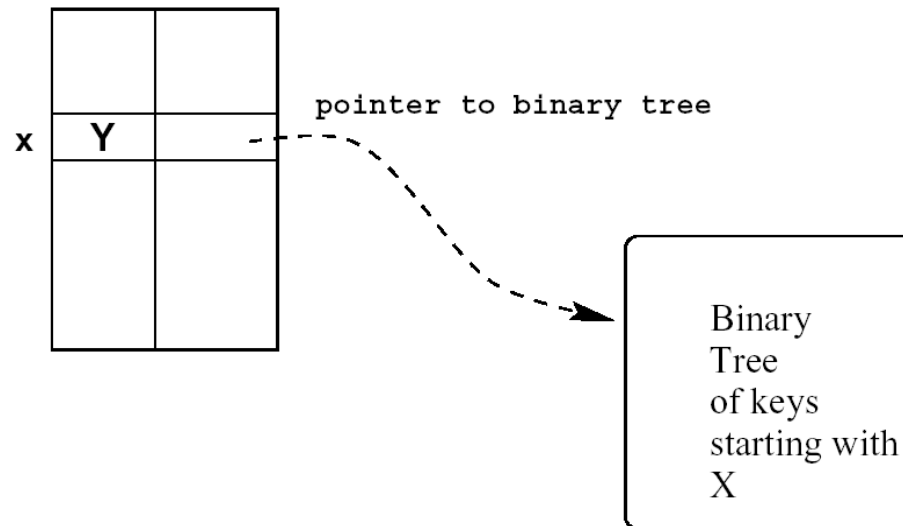 pointer to binary tree
x Y
Binary
Tree
of keys
starting with
X